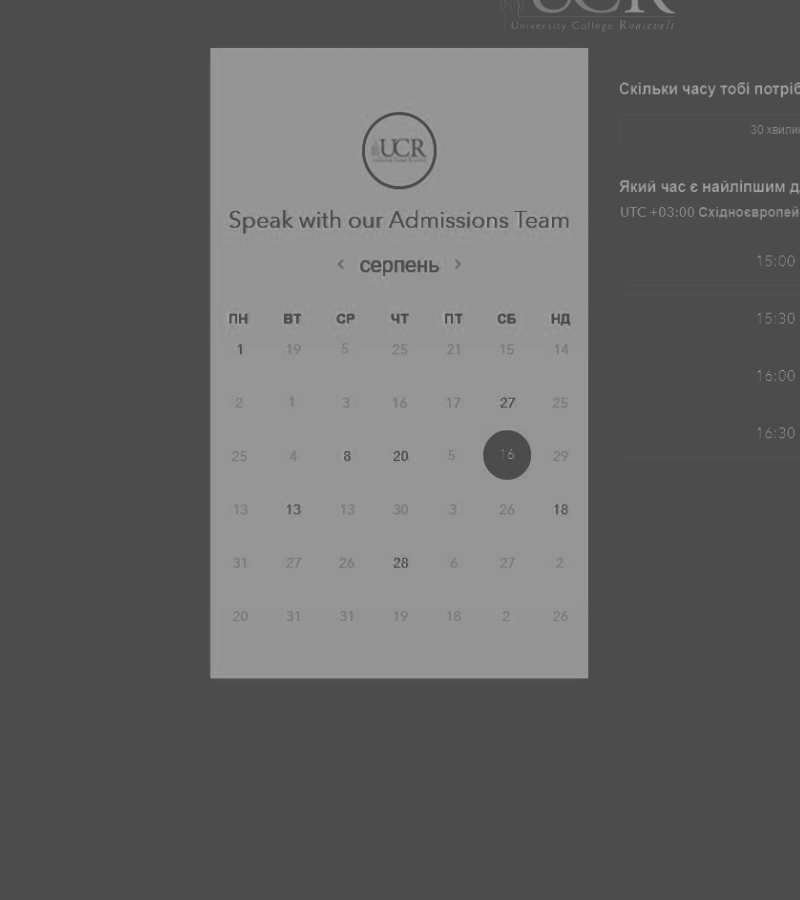 UCR
University College Roosevelt
UCR
Speak with our Admissions Team
< серпень >
ПН ВТ СР ЧТ ПТ СБ НД
1 19 5 25 21 15 14
2 1 3 16 17 27 25
25 4 8 20 5 16 29
13 13 13 30 3 26 18
31 27 26 28 6 27 2
20 31 31 19 18 2 26
Скільки часу тобі потріб
30 хвилин
Який час є найліпшим д
UTC +03:00 Східноєвропей
15:00
15:30
16:00
16:30